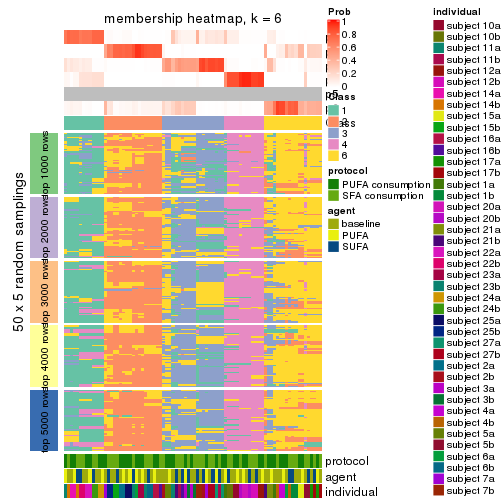 membership heatmap, k = 6
Prob
1
0.8
0.6
0.4
0.2
0
Class
1
2
3
4
6
protocol
PUFA consumption
SFA consumption
agent
baseline
PUFA
SUFA
individual
subject 10a
subject 10b
subject 11a
subject 11b
subject 12a
subject 12b
subject 14a
subject 14b
subject 15a
subject 15b
subject 16a
subject 16b
subject 17a
subject 17b
subject 1a
subject 1b
subject 20a
subject 20b
subject 21a
subject 21b
subject 22a
subject 22b
subject 23a
subject 23b
subject 24a
subject 24b
subject 25a
subject 25b
subject 27a
subject 27b
subject 2a
subject 2b
subject 3a
subject 3b
subject 4a
subject 4b
subject 5a
subject 5b
subject 6a
subject 6b
subject 7a
subject 7b
50 x 5 random samplings
top 1000 rows
top 2000 rows
top 3000 rows
top 4000 rows
top 5000 rows
protocol
agent
individual